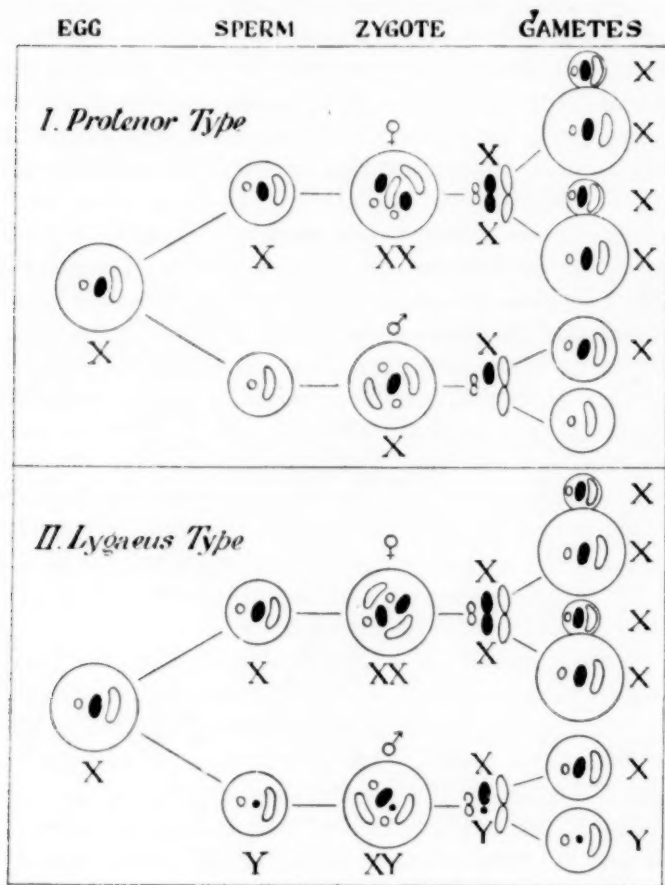 EGG SPERM ZYGOTE GAMETES
I. Protenor Type
X
X
♀
X
X
X
X
XX
X
X
X
♂
X
X
X
II. Lygaeus Type
X
♀
X
X
X
X
XX
X
X
X
♂
X
X
Y
Y
Y
XY